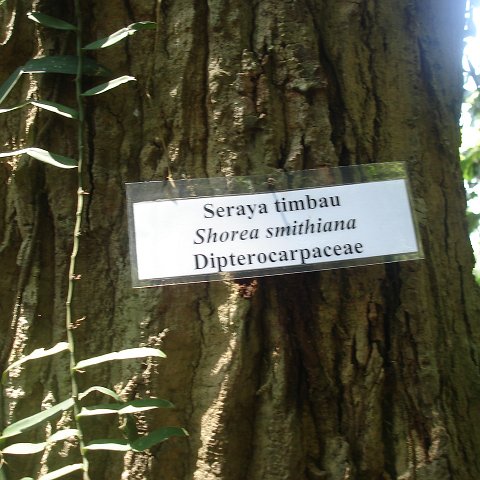 Seraya timbau
Shorea smithiana
Dipterocarpaceae